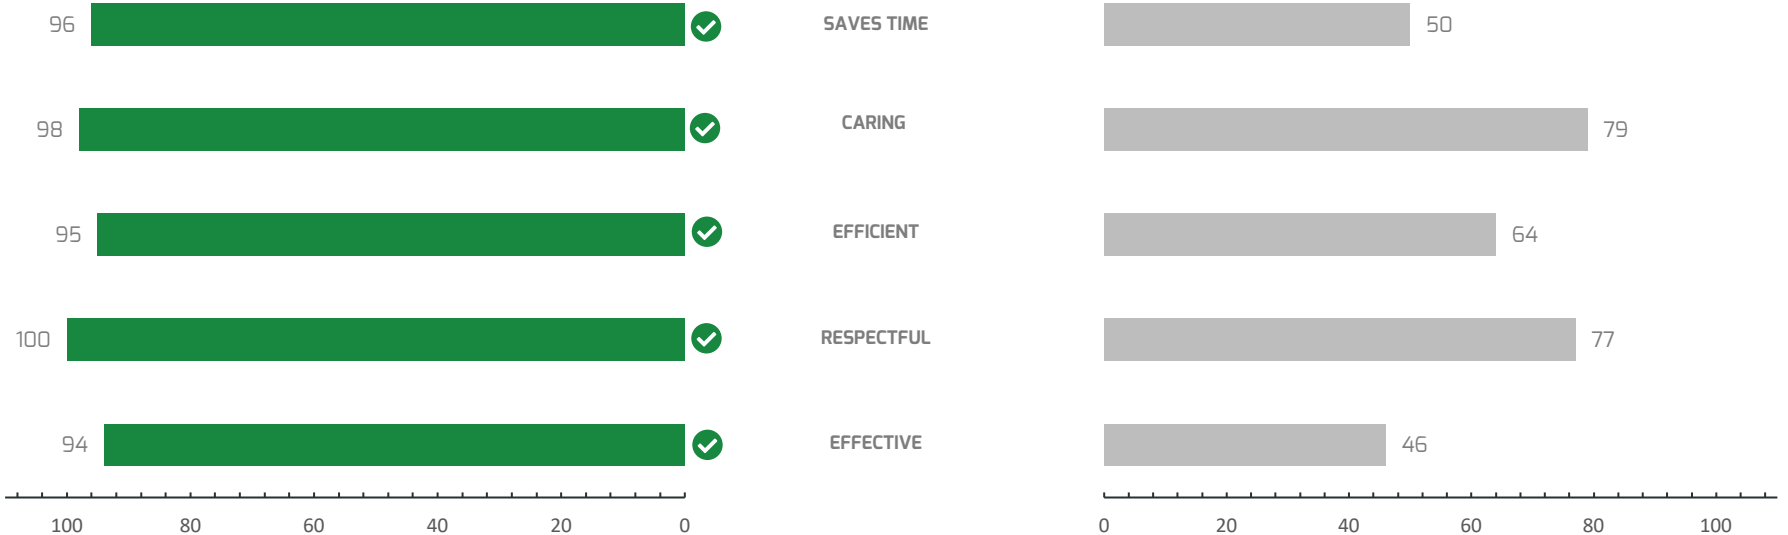 96 SAVES TIME 50
98 CARING 79
95 EFFICIENT 64
100 RESPECTFUL 77
94 EFFECTIVE 46
100 80 60 40 20 0 0 20 40 60 80 100